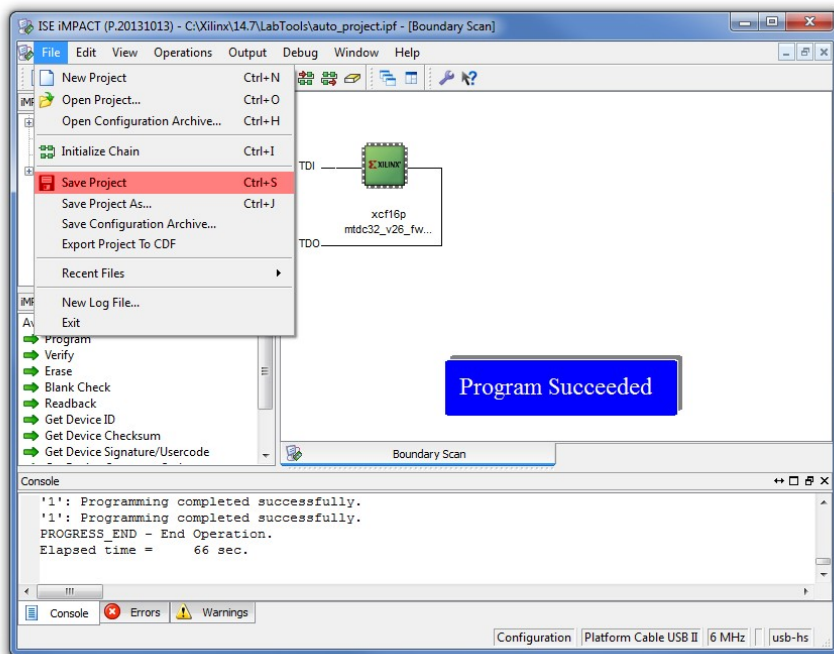 ISE iMPACT (P.20131013) - C:\Xilinx\14.7\LabTools\auto_project.ipf - [Boundary Scan]
File Edit View Operations Output Debug Window Help
New Project Ctrl+N
Open Project... Ctrl+O
Open Configuration Archive... Ctrl+H
Initialize Chain Ctrl+I
Save Project Ctrl+S
Save Project As... Ctrl+J
Save Configuration Archive...
Export Project To CDF
Recent Files
New Log File...
Exit
TDI
XILINX
xcf16p
mtdc32_v26_fw...
TDO
Program
Verify
Erase
Blank Check
Readback
Get Device ID
Get Device Checksum
Get Device Signature/Usercode
Program Succeeded
Boundary Scan
Console
'1': Programming completed successfully.
'1': Programming completed successfully.
PROGRESS_END - End Operation.
Elapsed time = 66 sec.
Console Errors Warnings
Configuration Platform Cable USB II 6 MHz usb-hs